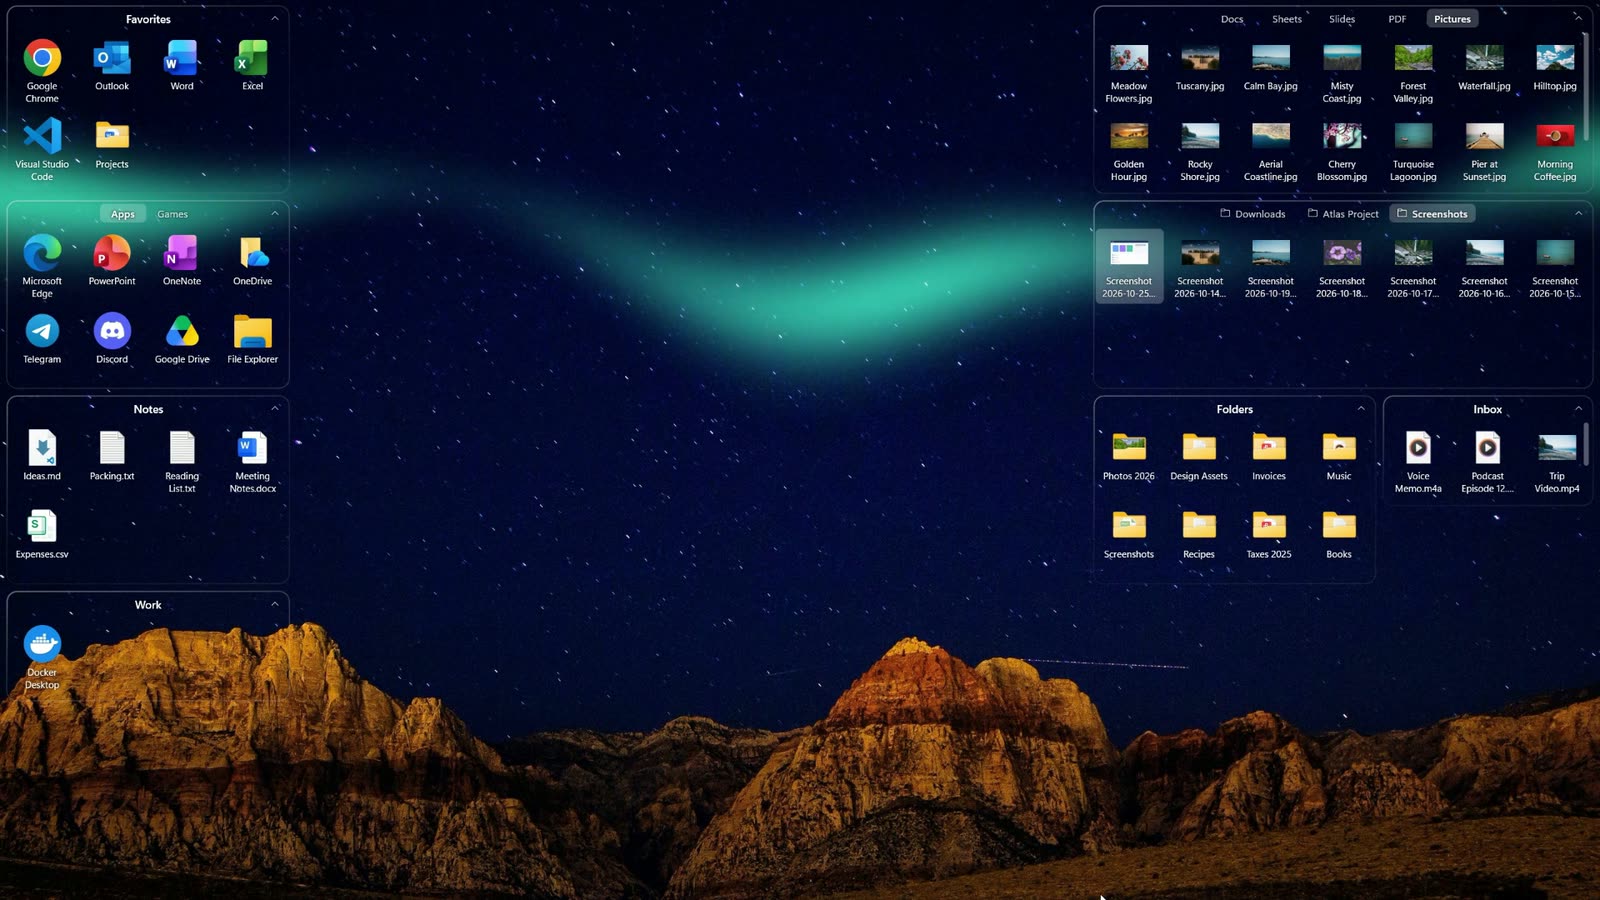 Favorites
Google
Chrome
Outlook
Word
Excel
Visual Studio
Code
Projects
Apps
Games
Microsoft
Edge
PowerPoint
OneNote
OneDrive
Telegram
Discord
Google Drive
File Explorer
Notes
Ideas.md
Packing.txt
Reading
List.txt
Meeting
Notes.docx
Expenses.csv
Work
Docker
Desktop
Docs
Sheets
Slides
PDF
Pictures
Meadow
Flowers.jpg
Tuscany.jpg
Calm Bay.jpg
Misty
Coast.jpg
Forest
Valley.jpg
Waterfall.jpg
Hilltop.jpg
Golden
Hour.jpg
Rocky
Shore.jpg
Aerial
Coastline.jpg
Cherry
Blossom.jpg
Turquoise
Lagoon.jpg
Pier at
Sunset.jpg
Morning
Coffee.jpg
Downloads
Atlas Project
Screenshots
Screenshot
2026-10-25...
Screenshot
2026-10-14...
Screenshot
2026-10-19...
Screenshot
2026-10-18...
Screenshot
2026-10-17...
Screenshot
2026-10-16...
Screenshot
2026-10-15...
Folders
Photos 2026
Design Assets
Invoices
Music
Screenshots
Recipes
Taxes 2025
Books
Inbox
Voice
Memo.m4a
Podcast
Episode 12....
Trip
Video.mp4